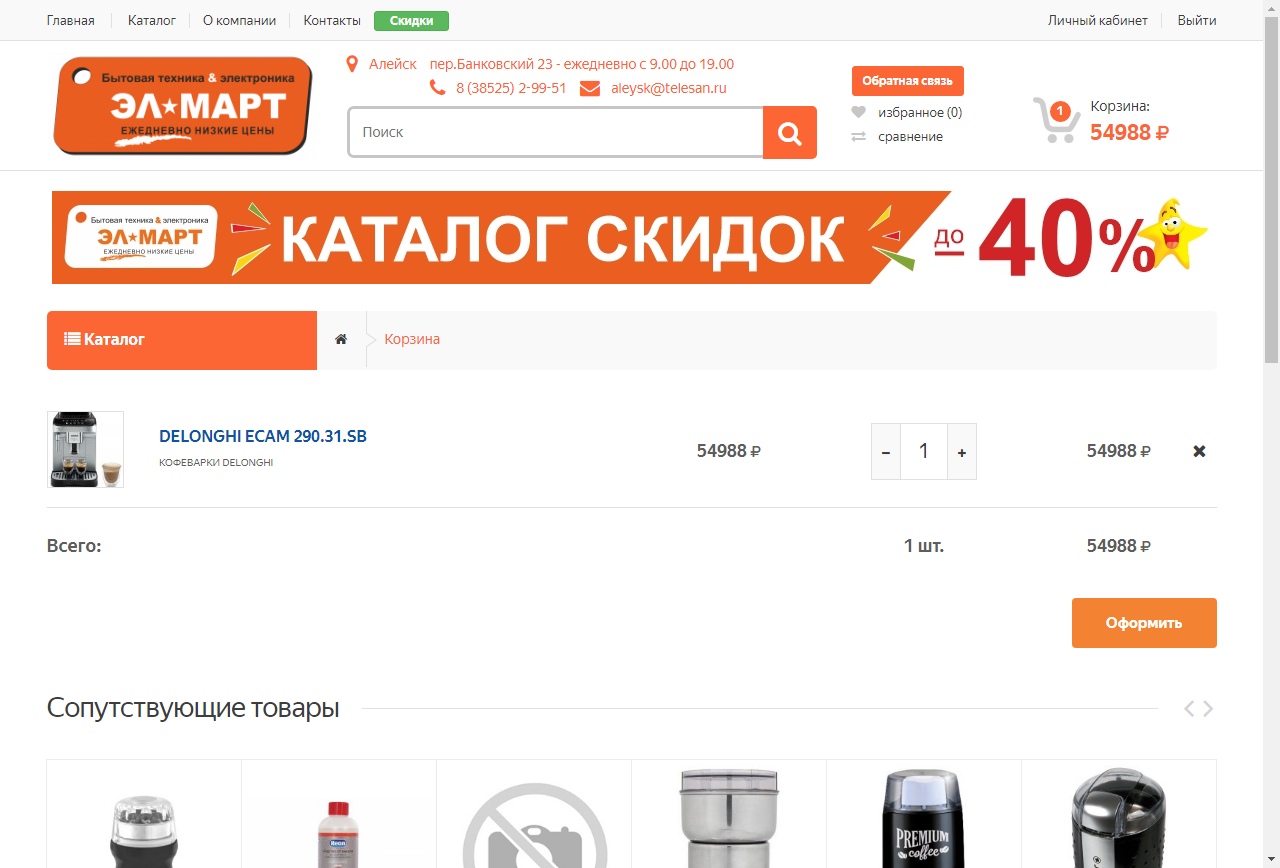 Главная
Каталог
О компании
Контакты
Скидки
Личный кабинет
Выйти
Бытовая техника & электроника
ЭЛ★МАРТ
ЕЖЕДНЕВНО НИЗКИЕ ЦЕНЫ
Алейск
пер.Банковский 23 - ежедневно с 9.00 до 19.00
8 (38525) 2-99-51
aleysk@telesan.ru
Поиск
Обратная связь
избранное (0)
сравнение
1
Корзина:
54988 ₽
Бытовая техника & электроника
ЭЛ★МАРТ
ЕЖЕДНЕВНО НИЗКИЕ ЦЕНЫ
КАТАЛОГ СКИДОК
до 40%
Каталог
Корзина
DELONGHI ECAM 290.31.SB
КОФЕВАРКИ DELONGHI
54988 ₽
- 1 +
54988 ₽
Всего:
1 шт.
54988 ₽
Оформить
Сопутствующие товары
Reon
PREMIUM
coffee